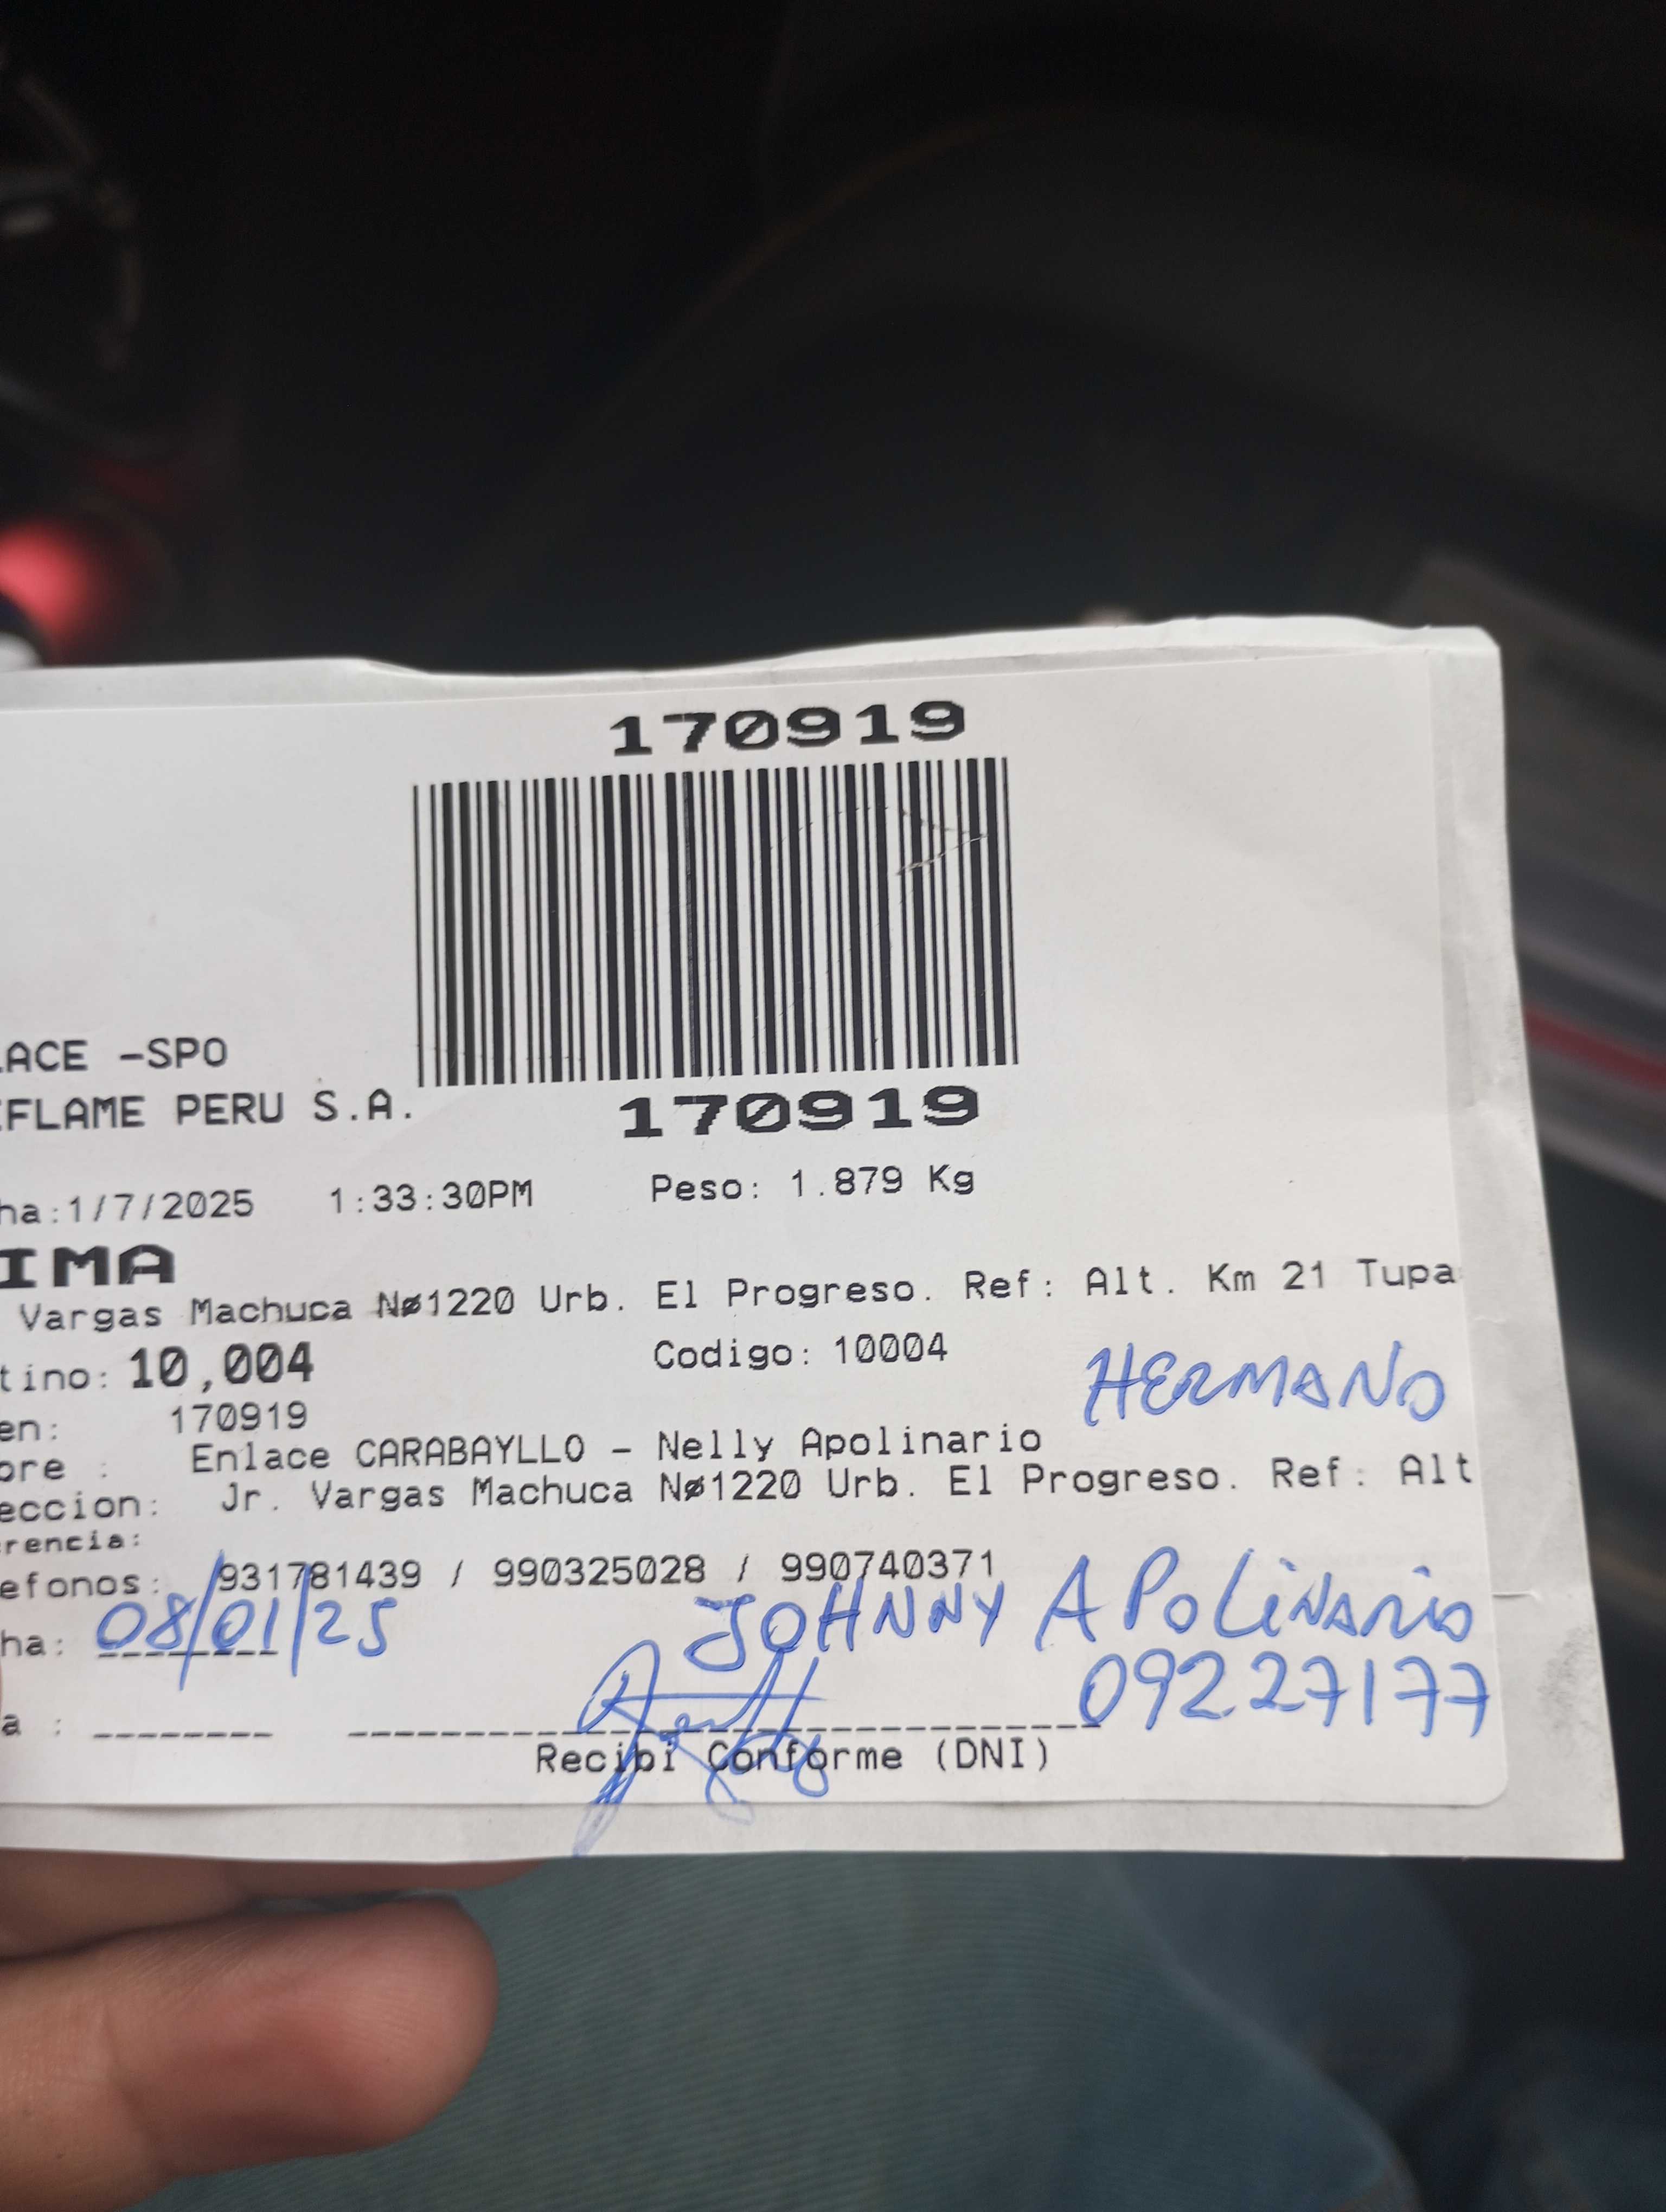 170919
170919
LACE -SPO
FLAME PERU S.A.
ha:1/7/2025 1:33:30PM Peso: 1.879 Kg
IMA
Vargas Machuca Nø1220 Urb. El Progreso. Ref: Alt. Km 21 Tupa
tino: 10,004 Codigo: 10004
HERMANO
en: 170919
bre : Enlace CARABAYLLO - Nelly Apolinario
eccion: Jr. Vargas Machuca Nø1220 Urb. El Progreso. Ref: Alt
rencia:
efonos: 931781439 / 990325028 / 990740371
ha: 08/01/25 JOHNNY APOLINARIO
09227177
a :
Recibi Conforme (DNI)